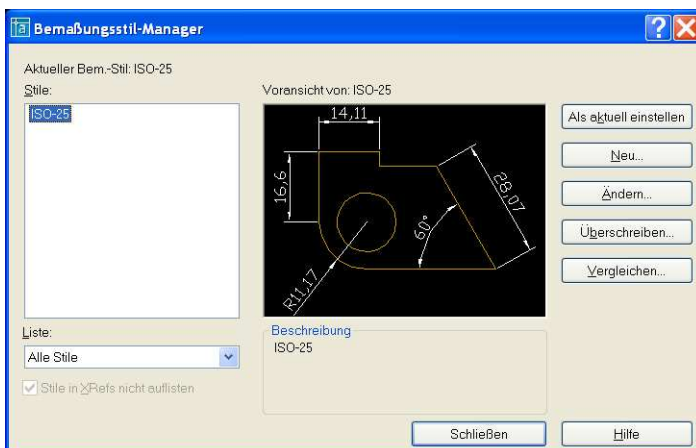 Bemaßungsstil-Manager
Aktueller Bem.-Stil: ISO-25
Stile:
ISO-25
Voransicht von: ISO-25
14,11
16,6
28,07
60°
R11,17
Als aktuell einstellen
Neu...
Ändern...
Überschreiben...
Vergleichen...
Liste:
Alle Stile
Stile in XRefs nicht auflisten
Beschreibung
ISO-25
Schließen
Hilfe